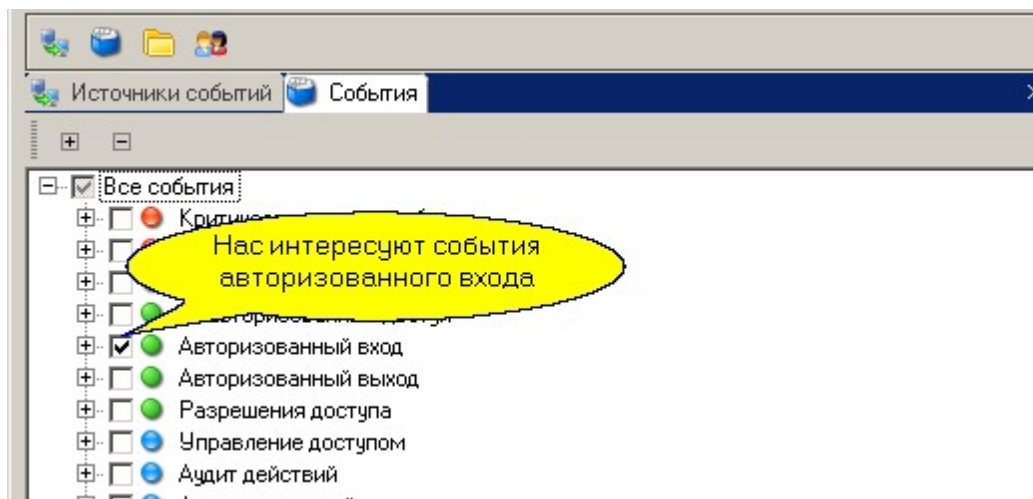 Источники событий События
Все события
Нас интересуют события
авторизованного входа
Авторизованный вход
Авторизованный выход
Разрешения доступа
Управление доступом
Аудит действий